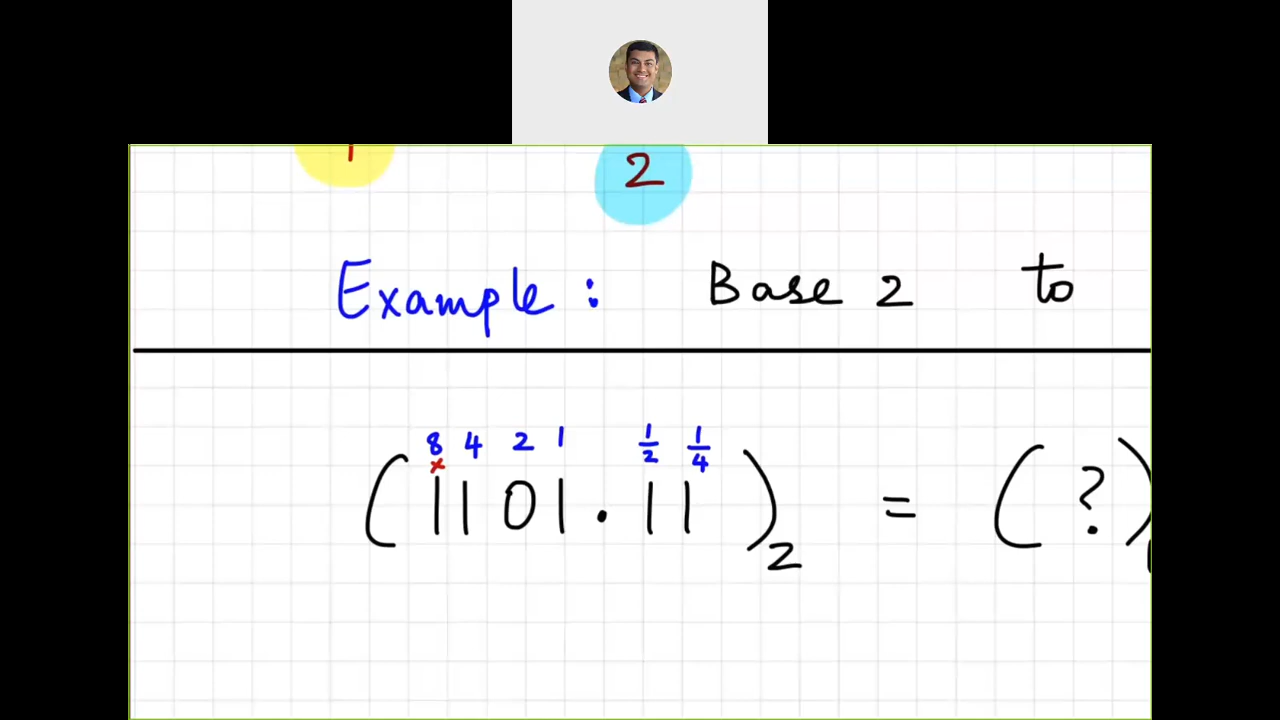 2
Example: Base 2 to
8 4 2 1 1/2 1/4
x
(1101.11)2 = (?)